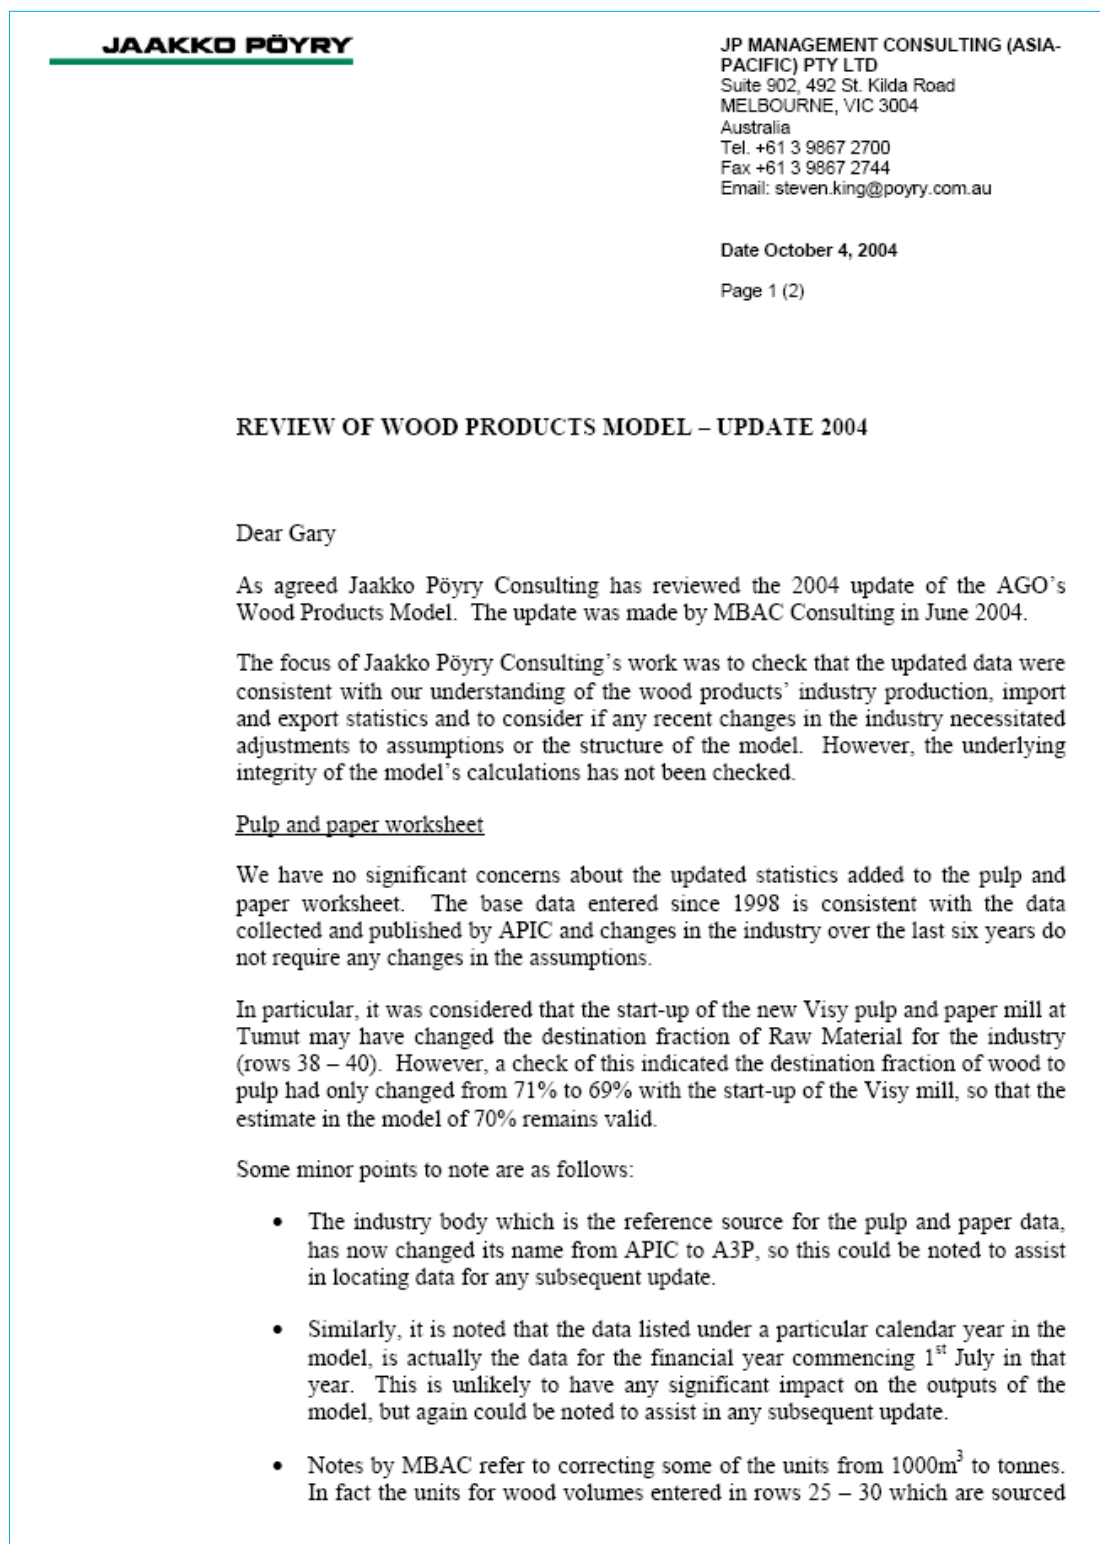 JAAKKO PÖYRY
JP MANAGEMENT CONSULTING (ASIA-
PACIFIC) PTY LTD
Suite 902, 492 St. Kilda Road
MELBOURNE, VIC 3004
Australia
Tel. +61 3 9867 2700
Fax +61 3 9867 2744
Email: steven.king@poyry.com.au
Date October 4, 2004
Page 1 (2)
REVIEW OF WOOD PRODUCTS MODEL – UPDATE 2004
Dear Gary
As agreed Jaakko Pöyry Consulting has reviewed the 2004 update of the AGO's
Wood Products Model. The update was made by MBAC Consulting in June 2004.
The focus of Jaakko Pöyry Consulting's work was to check that the updated data were
consistent with our understanding of the wood products' industry production, import
and export statistics and to consider if any recent changes in the industry necessitated
adjustments to assumptions or the structure of the model. However, the underlying
integrity of the model's calculations has not been checked.
Pulp and paper worksheet
We have no significant concerns about the updated statistics added to the pulp and
paper worksheet. The base data entered since 1998 is consistent with the data
collected and published by APIC and changes in the industry over the last six years do
not require any changes in the assumptions.
In particular, it was considered that the start-up of the new Visy pulp and paper mill at
Tumut may have changed the destination fraction of Raw Material for the industry
(rows 38 – 40). However, a check of this indicated the destination fraction of wood to
pulp had only changed from 71% to 69% with the start-up of the Visy mill, so that the
estimate in the model of 70% remains valid.
Some minor points to note are as follows:
• The industry body which is the reference source for the pulp and paper data,
has now changed its name from APIC to A3P, so this could be noted to assist
in locating data for any subsequent update.
• Similarly, it is noted that the data listed under a particular calendar year in the
model, is actually the data for the financial year commencing 1st July in that
year. This is unlikely to have any significant impact on the outputs of the
model, but again could be noted to assist in any subsequent update.
• Notes by MBAC refer to correcting some of the units from 1000m³ to tonnes.
In fact the units for wood volumes entered in rows 25 – 30 which are sourced